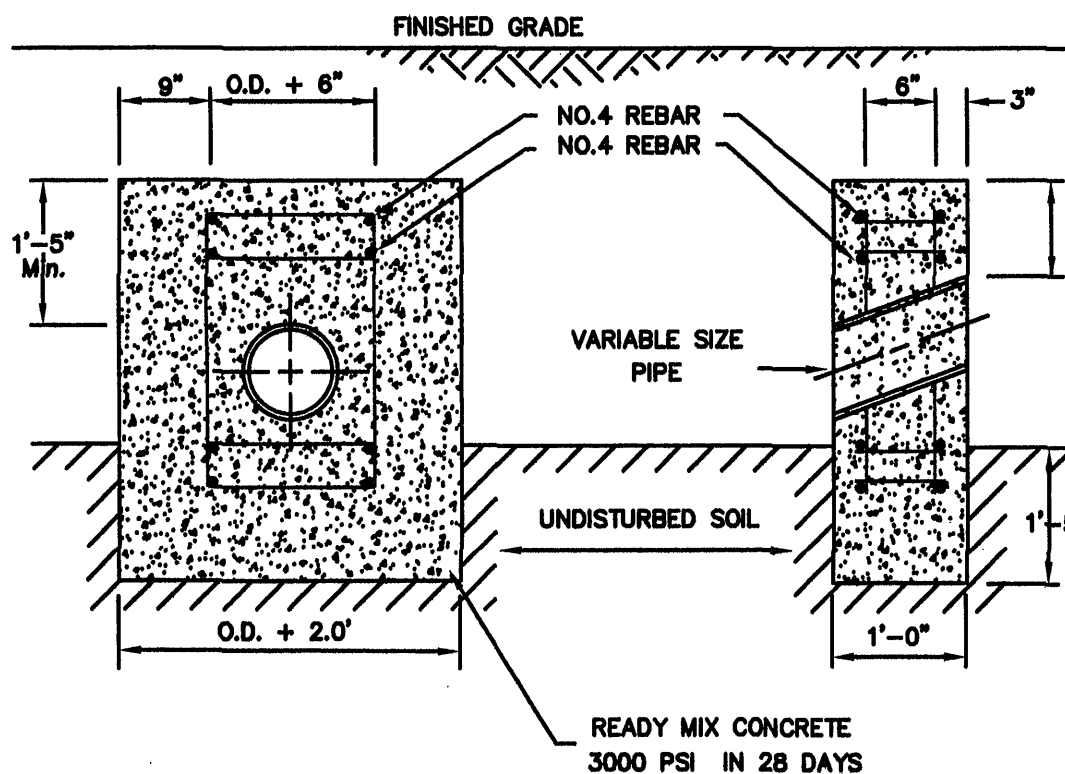 FINISHED GRADE
9"
O.D. + 6"
6"
3"
NO.4 REBAR
NO.4 REBAR
1'-5"
Min.
VARIABLE SIZE
PIPE
UNDISTURBED SOIL
O.D. + 2.0'
1'-0"
READY MIX CONCRETE
3000 PSI IN 28 DAYS